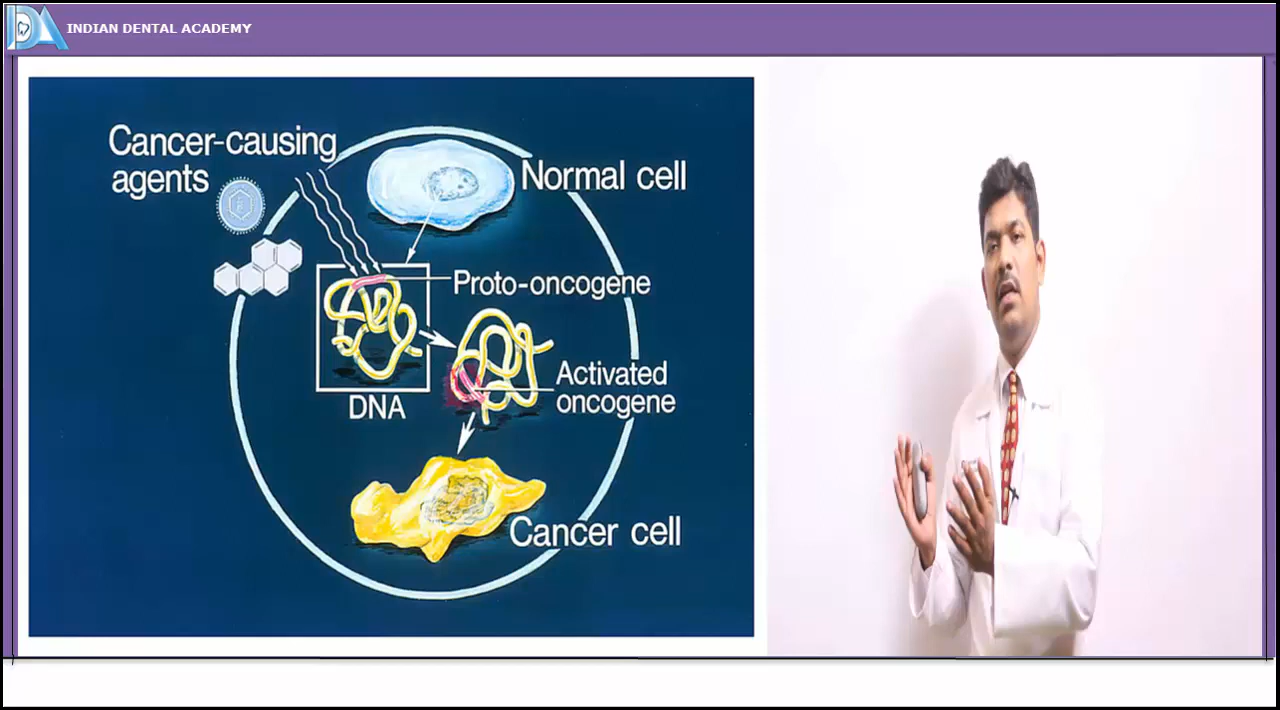 INDIAN DENTAL ACADEMY
Cancer-causing
agents
Normal cell
Proto-oncogene
Activated
oncogene
DNA
Cancer cell